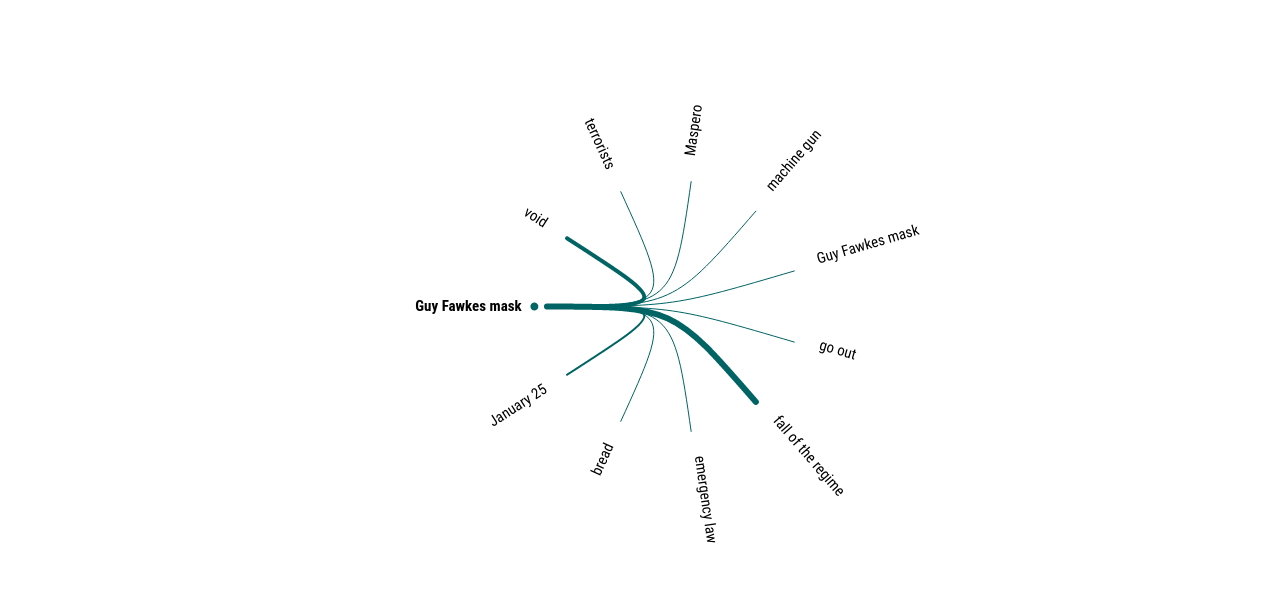 Maspero
terrorists
machine gun
void
Guy Fawkes mask
Guy Fawkes mask
go out
January 25
fall of the regime
bread
emergency law